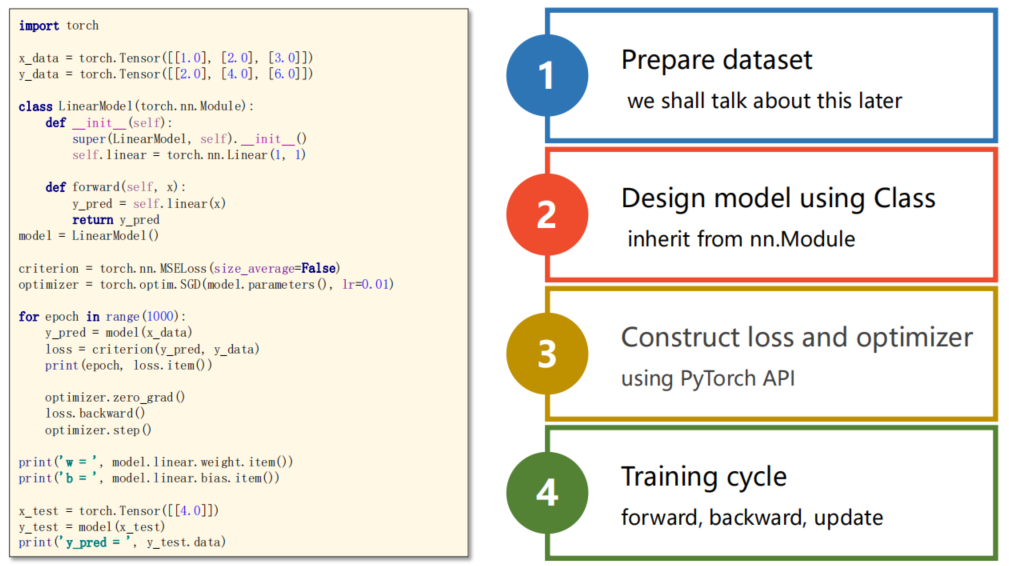 import torch
x_data = torch.Tensor([[1.0], [2.0], [3.0]])
y_data = torch.Tensor([[2.0], [4.0], [6.0]])
class LinearModel(torch.nn.Module):
    def __init__(self):
        super(LinearModel, self).__init__()
        self.linear = torch.nn.Linear(1, 1)
    def forward(self, x):
        y_pred = self.linear(x)
        return y_pred
model = LinearModel()
criterion = torch.nn.MSELoss(size_average=False)
optimizer = torch.optim.SGD(model.parameters(), lr=0.01)
for epoch in range(1000):
    y_pred = model(x_data)
    loss = criterion(y_pred, y_data)
    print(epoch, loss.item())
    optimizer.zero_grad()
    loss.backward()
    optimizer.step()
print('w = ', model.linear.weight.item())
print('b = ', model.linear.bias.item())
x_test = torch.Tensor([[4.0]])
y_test = model(x_test)
print('y_pred = ', y_test.data)
1
Prepare dataset
we shall talk about this later
2
Design model using Class
inherit from nn.Module
3
Construct loss and optimizer
using PyTorch API
4
Training cycle
forward, backward, update